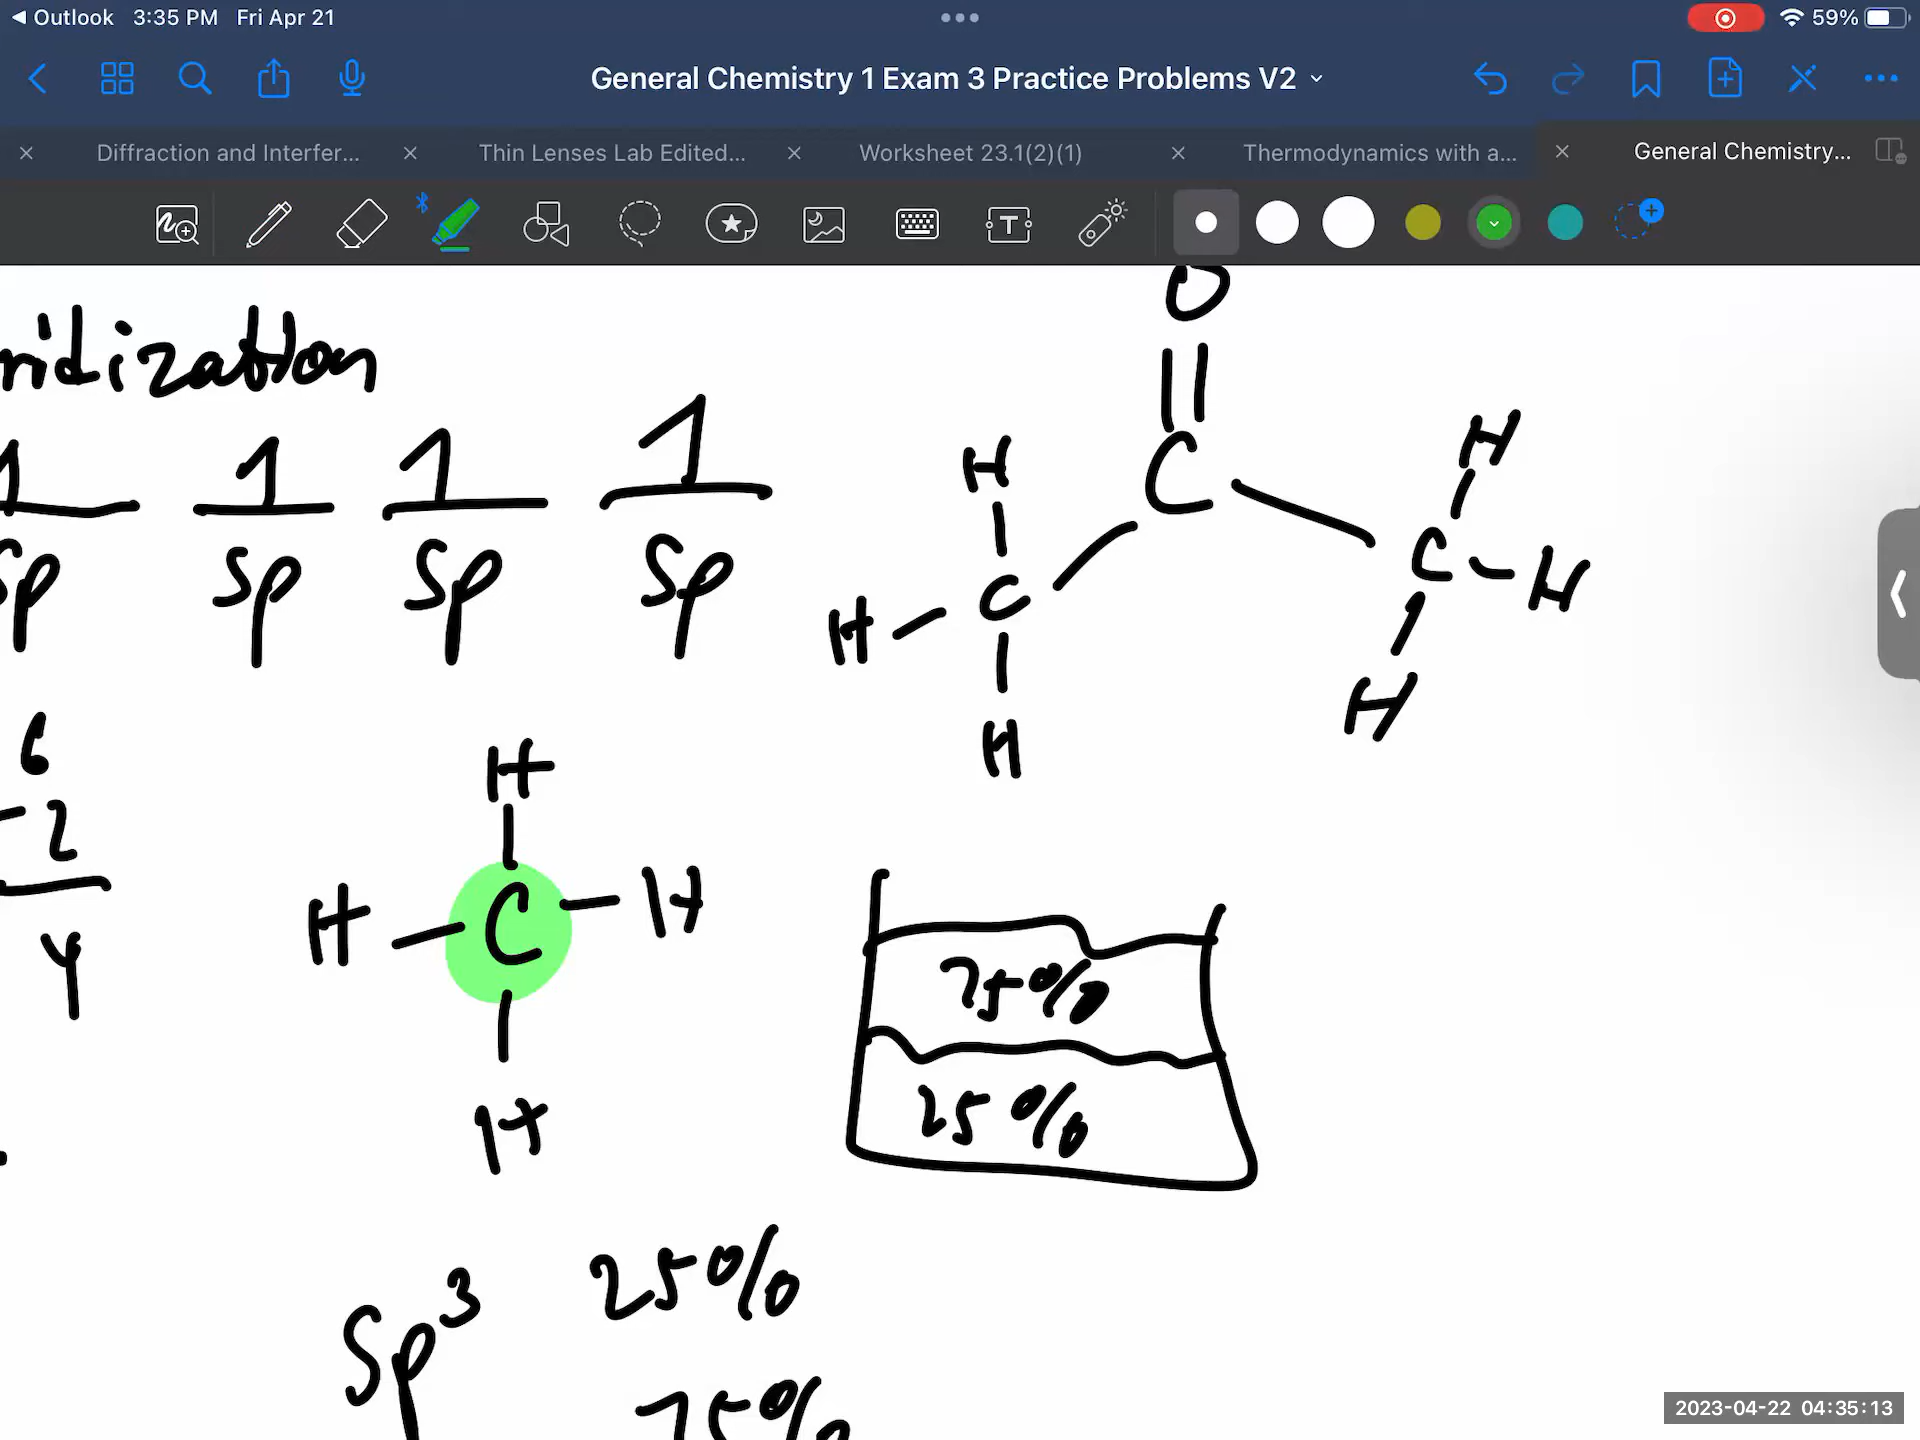 Outlook 3:35 PM Fri Apr 21 59%
General Chemistry 1 Exam 3 Practice Problems V2
Diffraction and Interfer... Thin Lenses Lab Edited... Worksheet 23.1(2)(1) Thermodynamics with a... General Chemistry...
T
ridization
1 1 1 1
Sp Sp Sp Sp
O
||
H C H
H - C C - H
H H
6
-2
4
H
H - C - H
H
75%
25%
Sp³ 25%
75%
2023-04-22 04:35:13